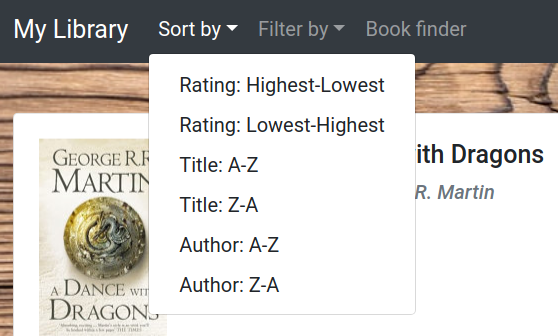 My Library Sort by Filter by Book finder
Rating: Highest-Lowest
Rating: Lowest-Highest
Title: A-Z
Title: Z-A
Author: A-Z
Author: Z-A
ith Dragons
R. Martin
GEORGE R.R
MARTIN
A DANCE WIT
DRAGONS